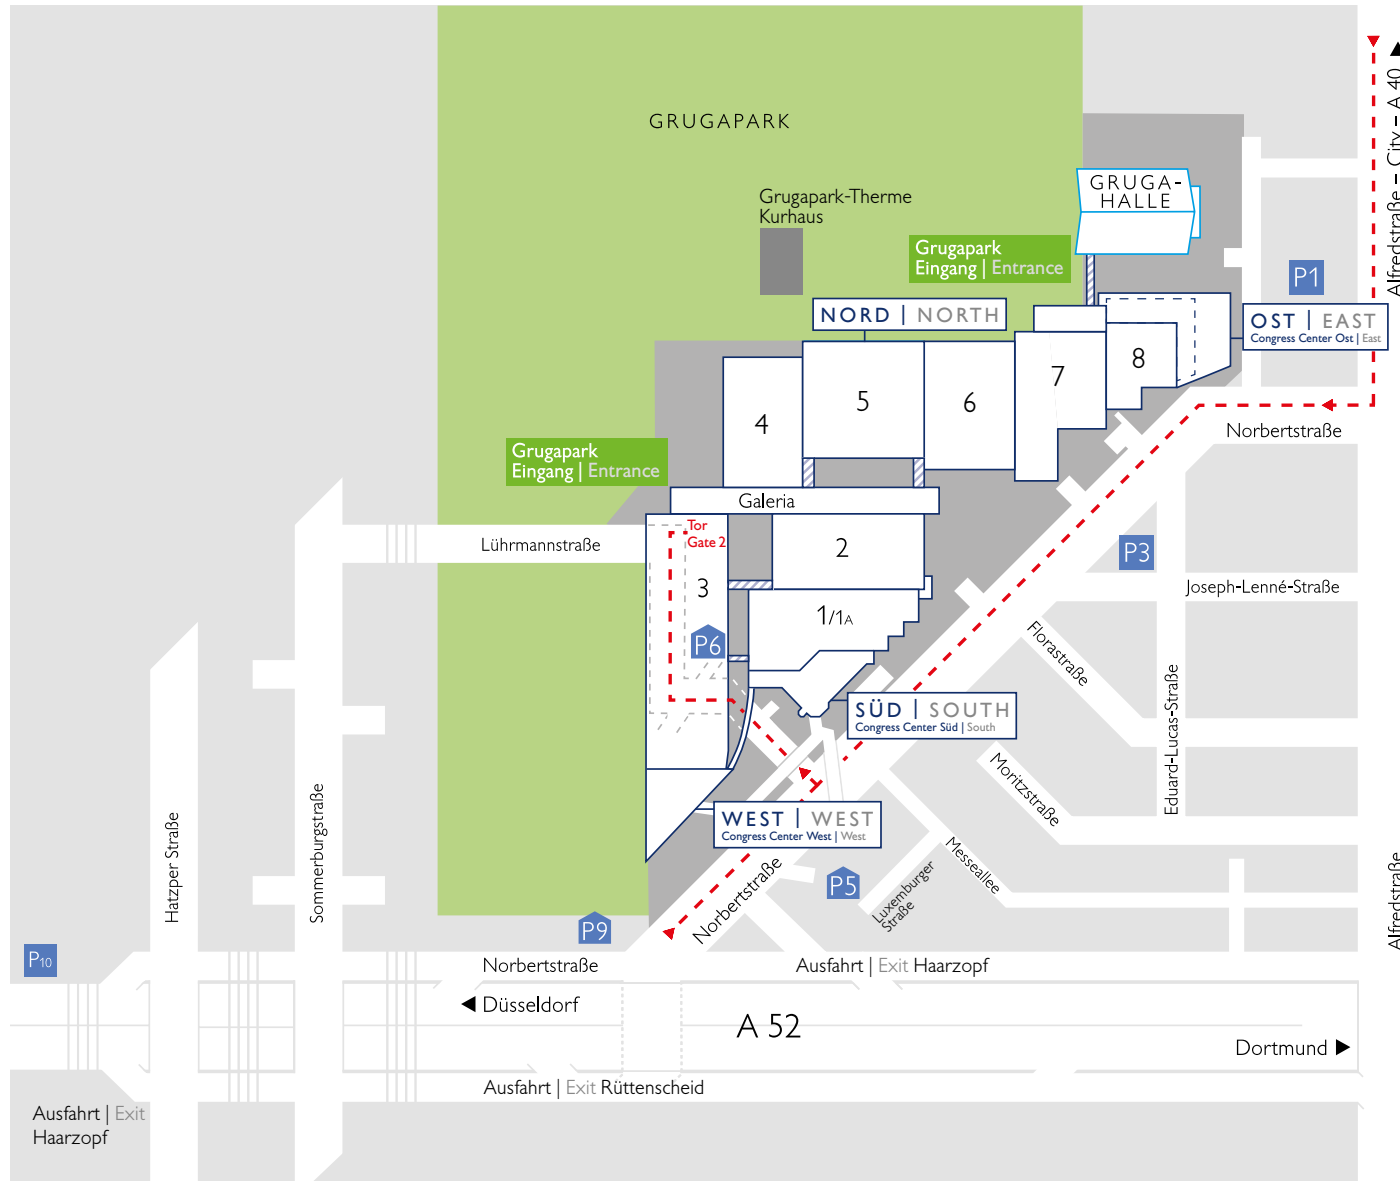 GRUGAPARK
Grugapark-Therme
Kurhaus
GRUGA-
HALLE
Grugapark
Eingang | Entrance
P1
Alfredstraße – City – A 40
NORD | NORTH
OST | EAST
Congress Center Ost | East
8
7
5
6
4
Norbertstraße
Grugapark
Eingang | Entrance
Galeria
Tor
Gate 2
Lührmannstraße
2
P3
3
Joseph-Lenné-Straße
1/1A
P6
Florastraße
SÜD | SOUTH
Congress Center Süd | South
Eduard-Lucas-Straße
Moritzstraße
WEST | WEST
Congress Center West | West
Hatzper Straße
Sommerburgstraße
Messeallee
Luxemburger
Straße
P5
Norbertstraße
Alfredstraße
P9
P10
Norbertstraße
Ausfahrt | Exit Haarzopf
Düsseldorf
A 52
Dortmund
Ausfahrt | Exit Rüttenscheid
Ausfahrt | Exit
Haarzopf